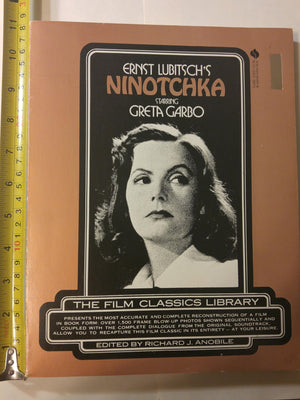 ERNST LUBITSCH'S
NINOTCHKA
STARRING
GRETA GARBO
THE FILM CLASSICS LIBRARY
PRESENTS THE MOST ACCURATE AND COMPLETE RECONSTRUCTION OF A FILM
IN BOOK FORM: OVER 1,500 FRAME BLOW-UP PHOTOS SHOWN SEQUENTIALLY AND
COUPLED WITH THE COMPLETE DIALOGUE FROM THE ORIGINAL SOUNDTRACK
ALLOW YOU TO RECAPTURE THIS FILM CLASSIC IN ITS ENTIRETY — AT YOUR LEISURE.
EDITED BY RICHARD J. ANOBILE